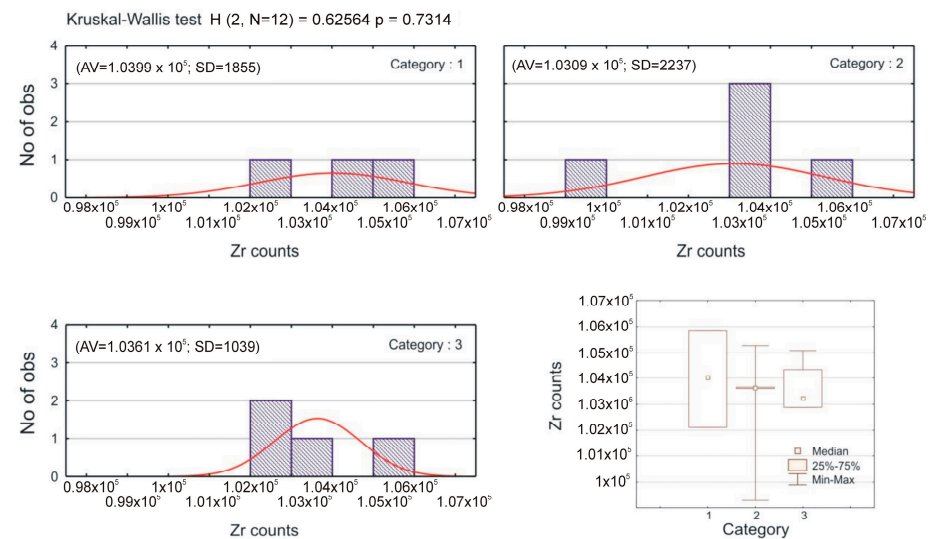 Kruskal-Wallis test H (2, N=12) = 0.62564 p = 0.7314
(AV=1.0399 x 10⁵; SD=1855)
Category : 1
No of obs
4
3
2
1
0
0.98x10⁵ 1x10⁵ 1.02x10⁵ 1.04x10⁵ 1.06x10⁵
0.99x10⁵ 1.01x10⁵ 1.03x10⁵ 1.05x10⁵ 1.07x10⁵
Zr counts
(AV=1.0309 x 10⁵; SD=2237)
Category : 2
0.98x10⁵ 1x10⁵ 1.02x10⁵ 1.04x10⁵ 1.06x10⁵
1.01x10⁵ 1.03x10⁵ 1.05x10⁵ 1.07x10⁵
Zr counts
(AV=1.0361 x 10⁵; SD=1039)
Category : 3
No of obs
4
3
2
1
0
0.98x10⁵ 1x10⁵ 1.02x10⁵ 1.04x10⁵ 1.06x10⁵
0.99x10⁵ 1.01x10⁵ 1.03x10⁵ 1.05x10⁵ 1.07x10⁵
Zr counts
Zr counts
1.07x10⁵
1.06x10⁵
1.05x10⁵
1.04x10⁵
1.03x10⁶
1.02x10⁵
1.01x10⁵
1x10⁵
Median
25%-75%
Min-Max
1 2 3
Category